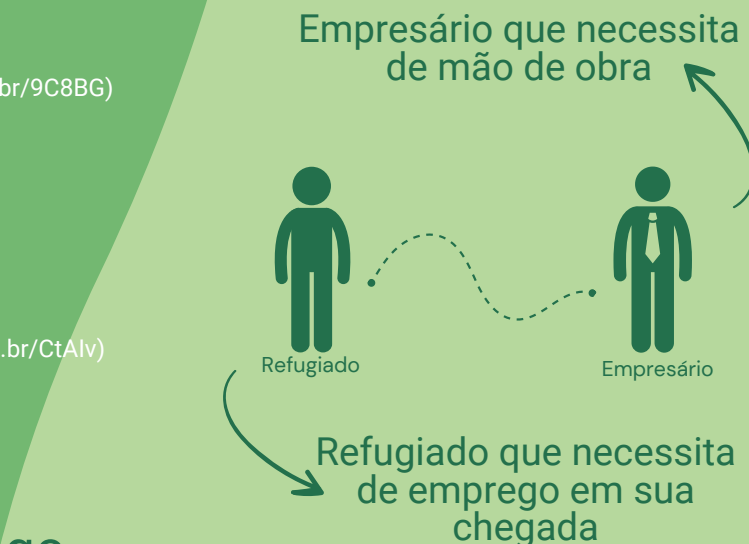 Empresário que necessita
de mão de obra
br/9C8BG)
.br/CtAlv)
Refugiado
Empresário
Refugiado que necessita
de emprego em sua
chegada